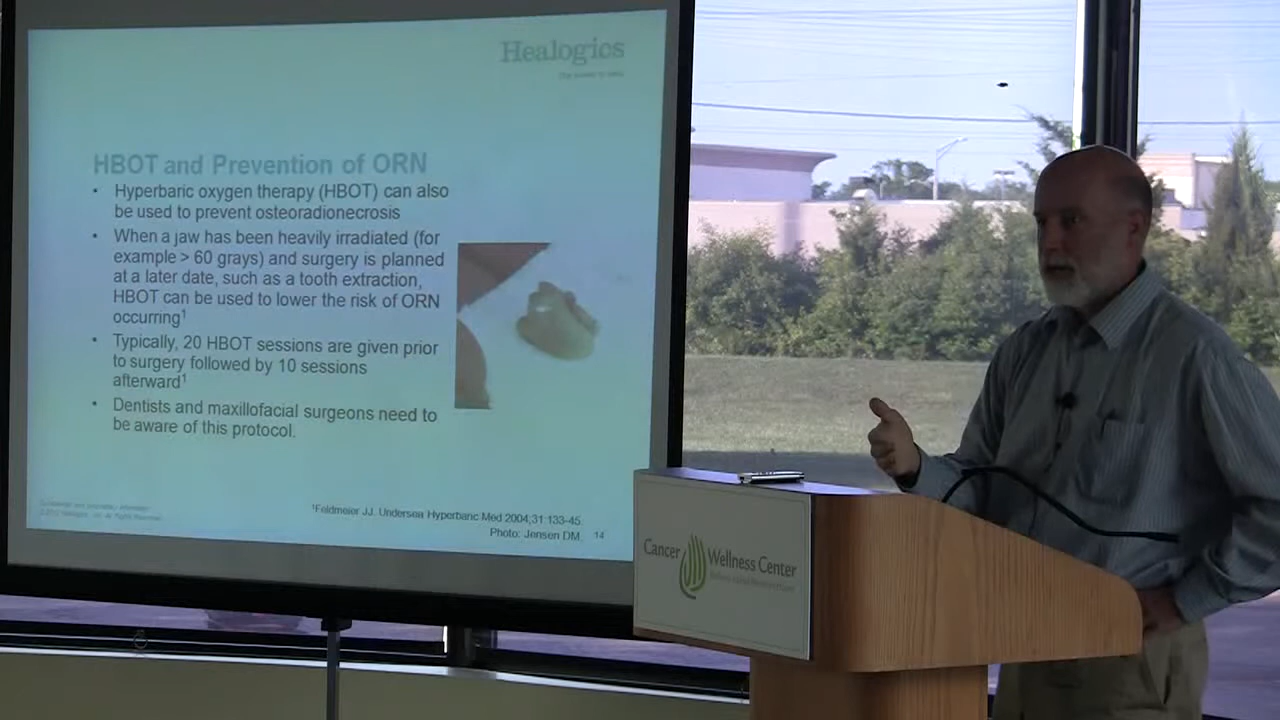 Healogics
HBOT and Prevention of ORN
• Hyperbaric oxygen therapy (HBOT) can also
be used to prevent osteoradionecrosis
• When a jaw has been heavily irradiated (for
example > 60 grays) and surgery is planned
at a later date, such as a tooth extraction,
HBOT can be used to lower the risk of ORN
occurring¹
• Typically, 20 HBOT sessions are given prior
to surgery followed by 10 sessions
afterward¹
• Dentists and maxillofacial surgeons need to
be aware of this protocol.
¹Feldmeier JJ. Undersea Hyperbaric Med 2004;31:133-45.
Photo: Jensen DM.
14
Cancer Wellness Center